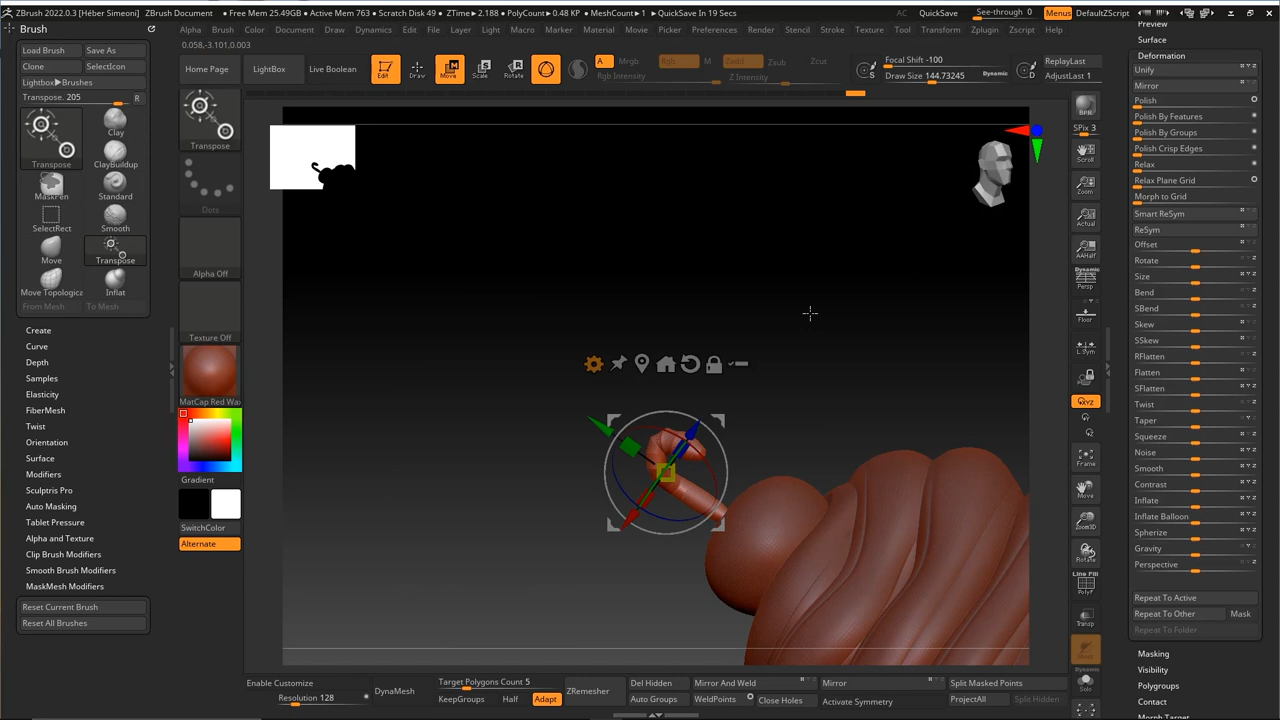 ZBrush 2022.0.3 [Héber Simeoni]   ZBrush Document   • Free Mem 25.49GB • Active Mem 763 • Scratch Disk 49 • ZTime▸2.188 • PolyCount▸0.48 KP • MeshCount▸1 • QuickSave In 19 Secs   AC   QuickSave   See-through 0   Menus   DefaultZScript
Brush   Alpha   Brush   Color   Document   Draw   Dynamics   Edit   File   Layer   Light   Macro   Marker   Material   Movie   Picker   Preferences   Render   Stencil   Stroke   Texture   Tool   Transform   Zplugin   Zscript   Help
0.058,-3.101,0.003
Load Brush   Save As
Clone   SelectIcon
Lightbox▸Brushes
Transpose. 205   R
Transpose
Clay
ClayBuildup
MaskPen   Standard
SelectRect   Smooth
Move   Transpose
Move Topologica   Inflat
From Mesh   To Mesh
Create
Curve
Depth
Samples
Elasticity
FiberMesh
Twist
Orientation
Surface
Modifiers
Sculptris Pro
Auto Masking
Tablet Pressure
Alpha and Texture
Clip Brush Modifiers
Smooth Brush Modifiers
MaskMesh Modifiers
Reset Current Brush
Reset All Brushes
Home Page   LightBox   Live Boolean   Edit   Draw   Move   Scale   Rotate
A   Mrgb   Rgb   M   Zadd   Zsub   Zcut
Rgb Intensity   Z Intensity
Focal Shift -100
Draw Size 144.73245   Dynamic
S   D
ReplayLast
AdjustLast 1
Transpose
Dots
Alpha Off
Texture Off
MatCap Red Wax
Gradient
SwitchColor
Alternate
BPR
SPix 3
Scroll
Zoom
Actual
AAHalf
Persp
Floor
L.Sym
XYZ
Frame
Move
Zoom3D
Rotate
Line Fill
PolyF
Transp
Dynamic
Solo
Preview
Surface
Deformation
Unify
Mirror
Polish
Polish By Features
Polish By Groups
Polish Crisp Edges
Relax
Relax Plane Grid
Morph to Grid
Smart ReSym
ReSym
Offset
Rotate
Size
Bend
SBend
Skew
SSkew
RFlatten
Flatten
SFlatten
Twist
Taper
Squeeze
Noise
Smooth
Contrast
Inflate
Inflate Balloon
Spherize
Gravity
Perspective
Repeat To Active
Repeat To Other   Mask
Repeat To Folder
Masking
Visibility
Polygroups
Contact
Morph Target
Enable Customize
Resolution 128
DynaMesh
Target Polygons Count 5
KeepGroups   Half   Adapt
ZRemesher
Del Hidden   Mirror And Weld   Mirror   Split Masked Points
Auto Groups   WeldPoints   Close Holes   Activate Symmetry   ProjectAll   Split Hidden